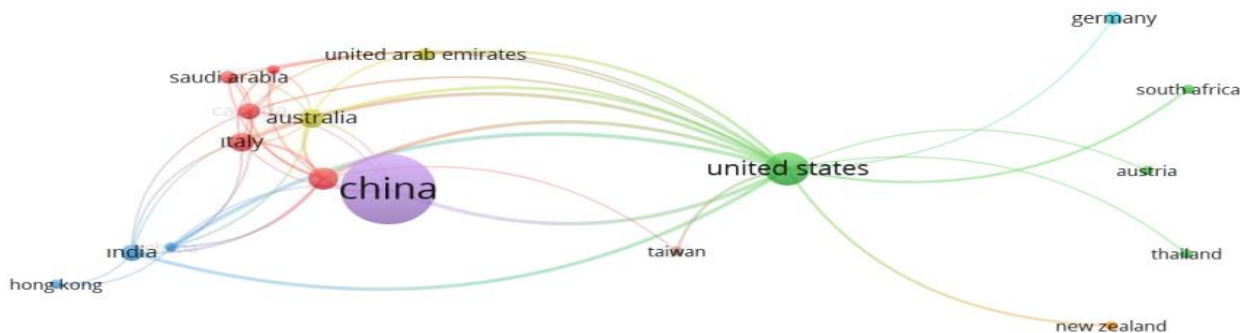 germany
united arab emirates
saudi arabia
south africa
australia
italy
united states
austria
china
india
taiwan
thailand
hong kong
new zealand